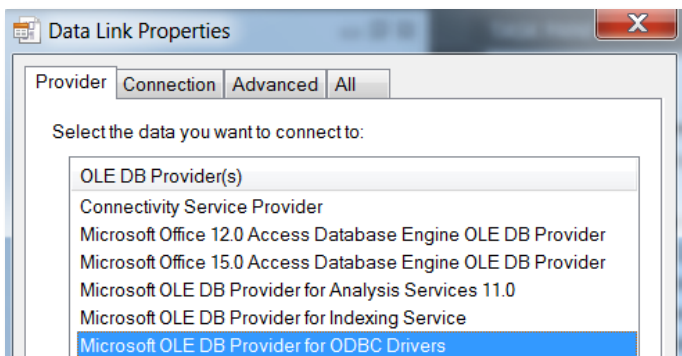 Data Link Properties
Provider Connection Advanced All
Select the data you want to connect to:
OLE DB Provider(s)
Connectivity Service Provider
Microsoft Office 12.0 Access Database Engine OLE DB Provider
Microsoft Office 15.0 Access Database Engine OLE DB Provider
Microsoft OLE DB Provider for Analysis Services 11.0
Microsoft OLE DB Provider for Indexing Service
Microsoft OLE DB Provider for ODBC Drivers